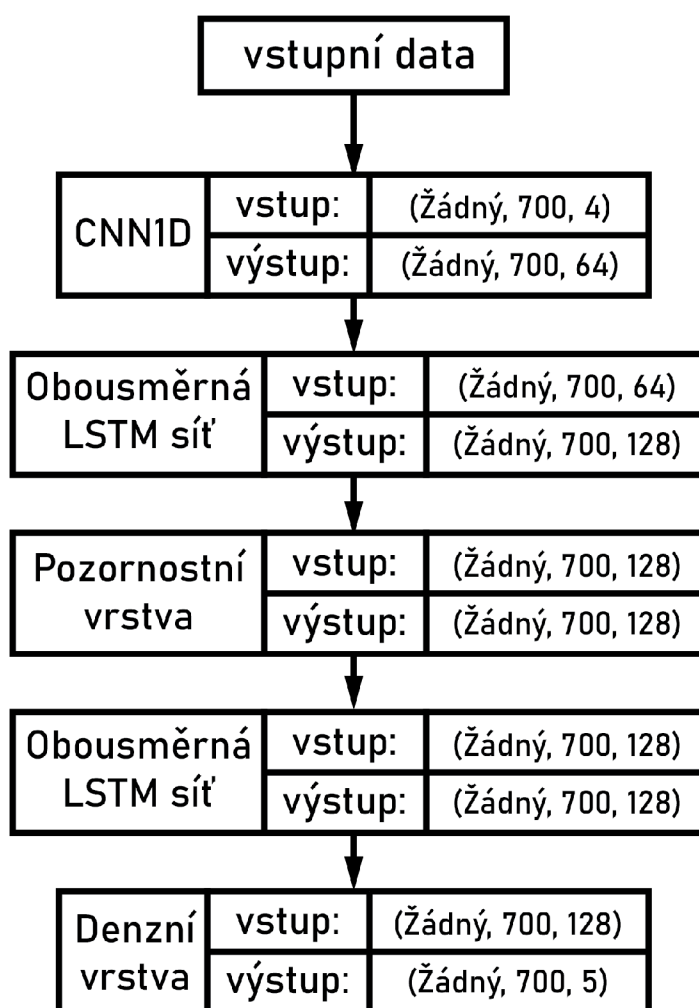 vstupní data
CNN1D
vstup: (Žádný, 700, 4)
výstup: (Žádný, 700, 64)
Obousměrná
LSTM síť
vstup: (Žádný, 700, 64)
výstup: (Žádný, 700, 128)
Pozornostní
vrstva
vstup: (Žádný, 700, 128)
výstup: (Žádný, 700, 128)
Obousměrná
LSTM síť
vstup: (Žádný, 700, 128)
výstup: (Žádný, 700, 128)
Denzní
vrstva
vstup: (Žádný, 700, 128)
výstup: (Žádný, 700, 5)